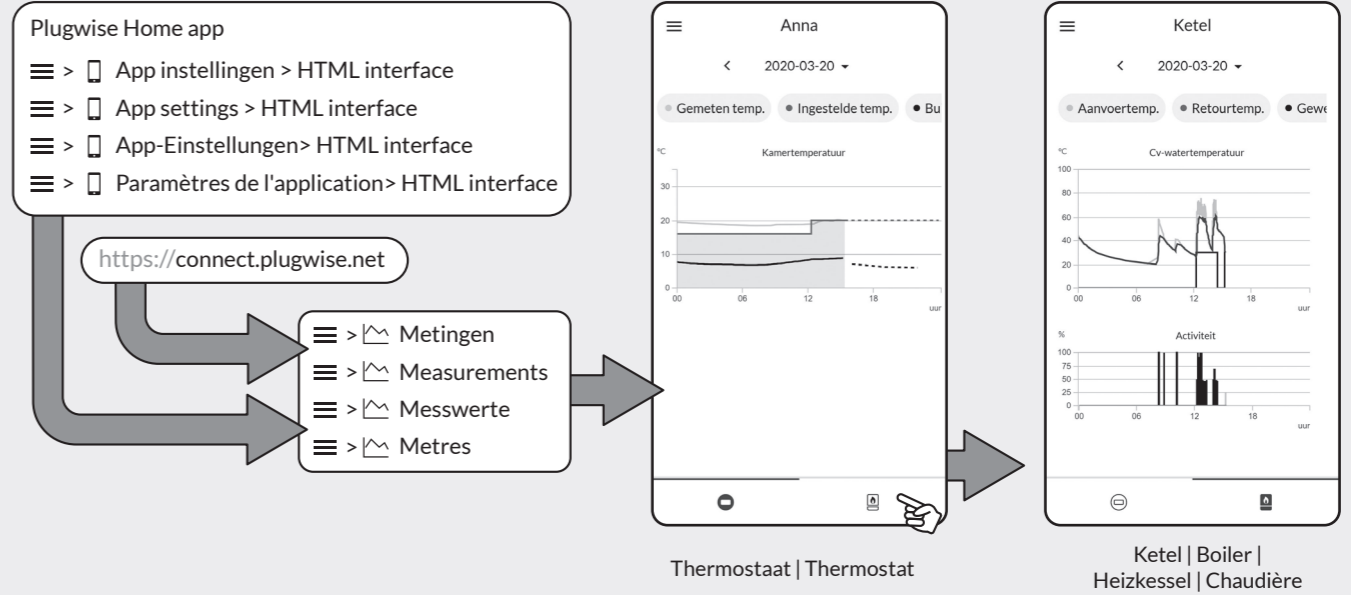 Plugwise Home app
> App instellingen > HTML interface
> App settings > HTML interface
> App-Einstellungen> HTML interface
> Paramètres de l'application> HTML interface
https://connect.plugwise.net
> Metingen
> Measurements
> Messwerte
> Metres
Anna
< 2020-03-20
Gemeten temp. Ingestelde temp. Bu
°C Kamertemperatuur
30
20
10
0
00 06 12 18
uur
Thermostaat | Thermostat
Ketel
< 2020-03-20
Aanvoertemp. Retourtemp. Gewe
°C Cv-watertemperatuur
100
80
60
40
20
0
00 06 12 18
uur
% Activiteit
100
75
50
25
0
00 06 12 18
uur
Ketel | Boiler |
Heizkessel | Chaudière